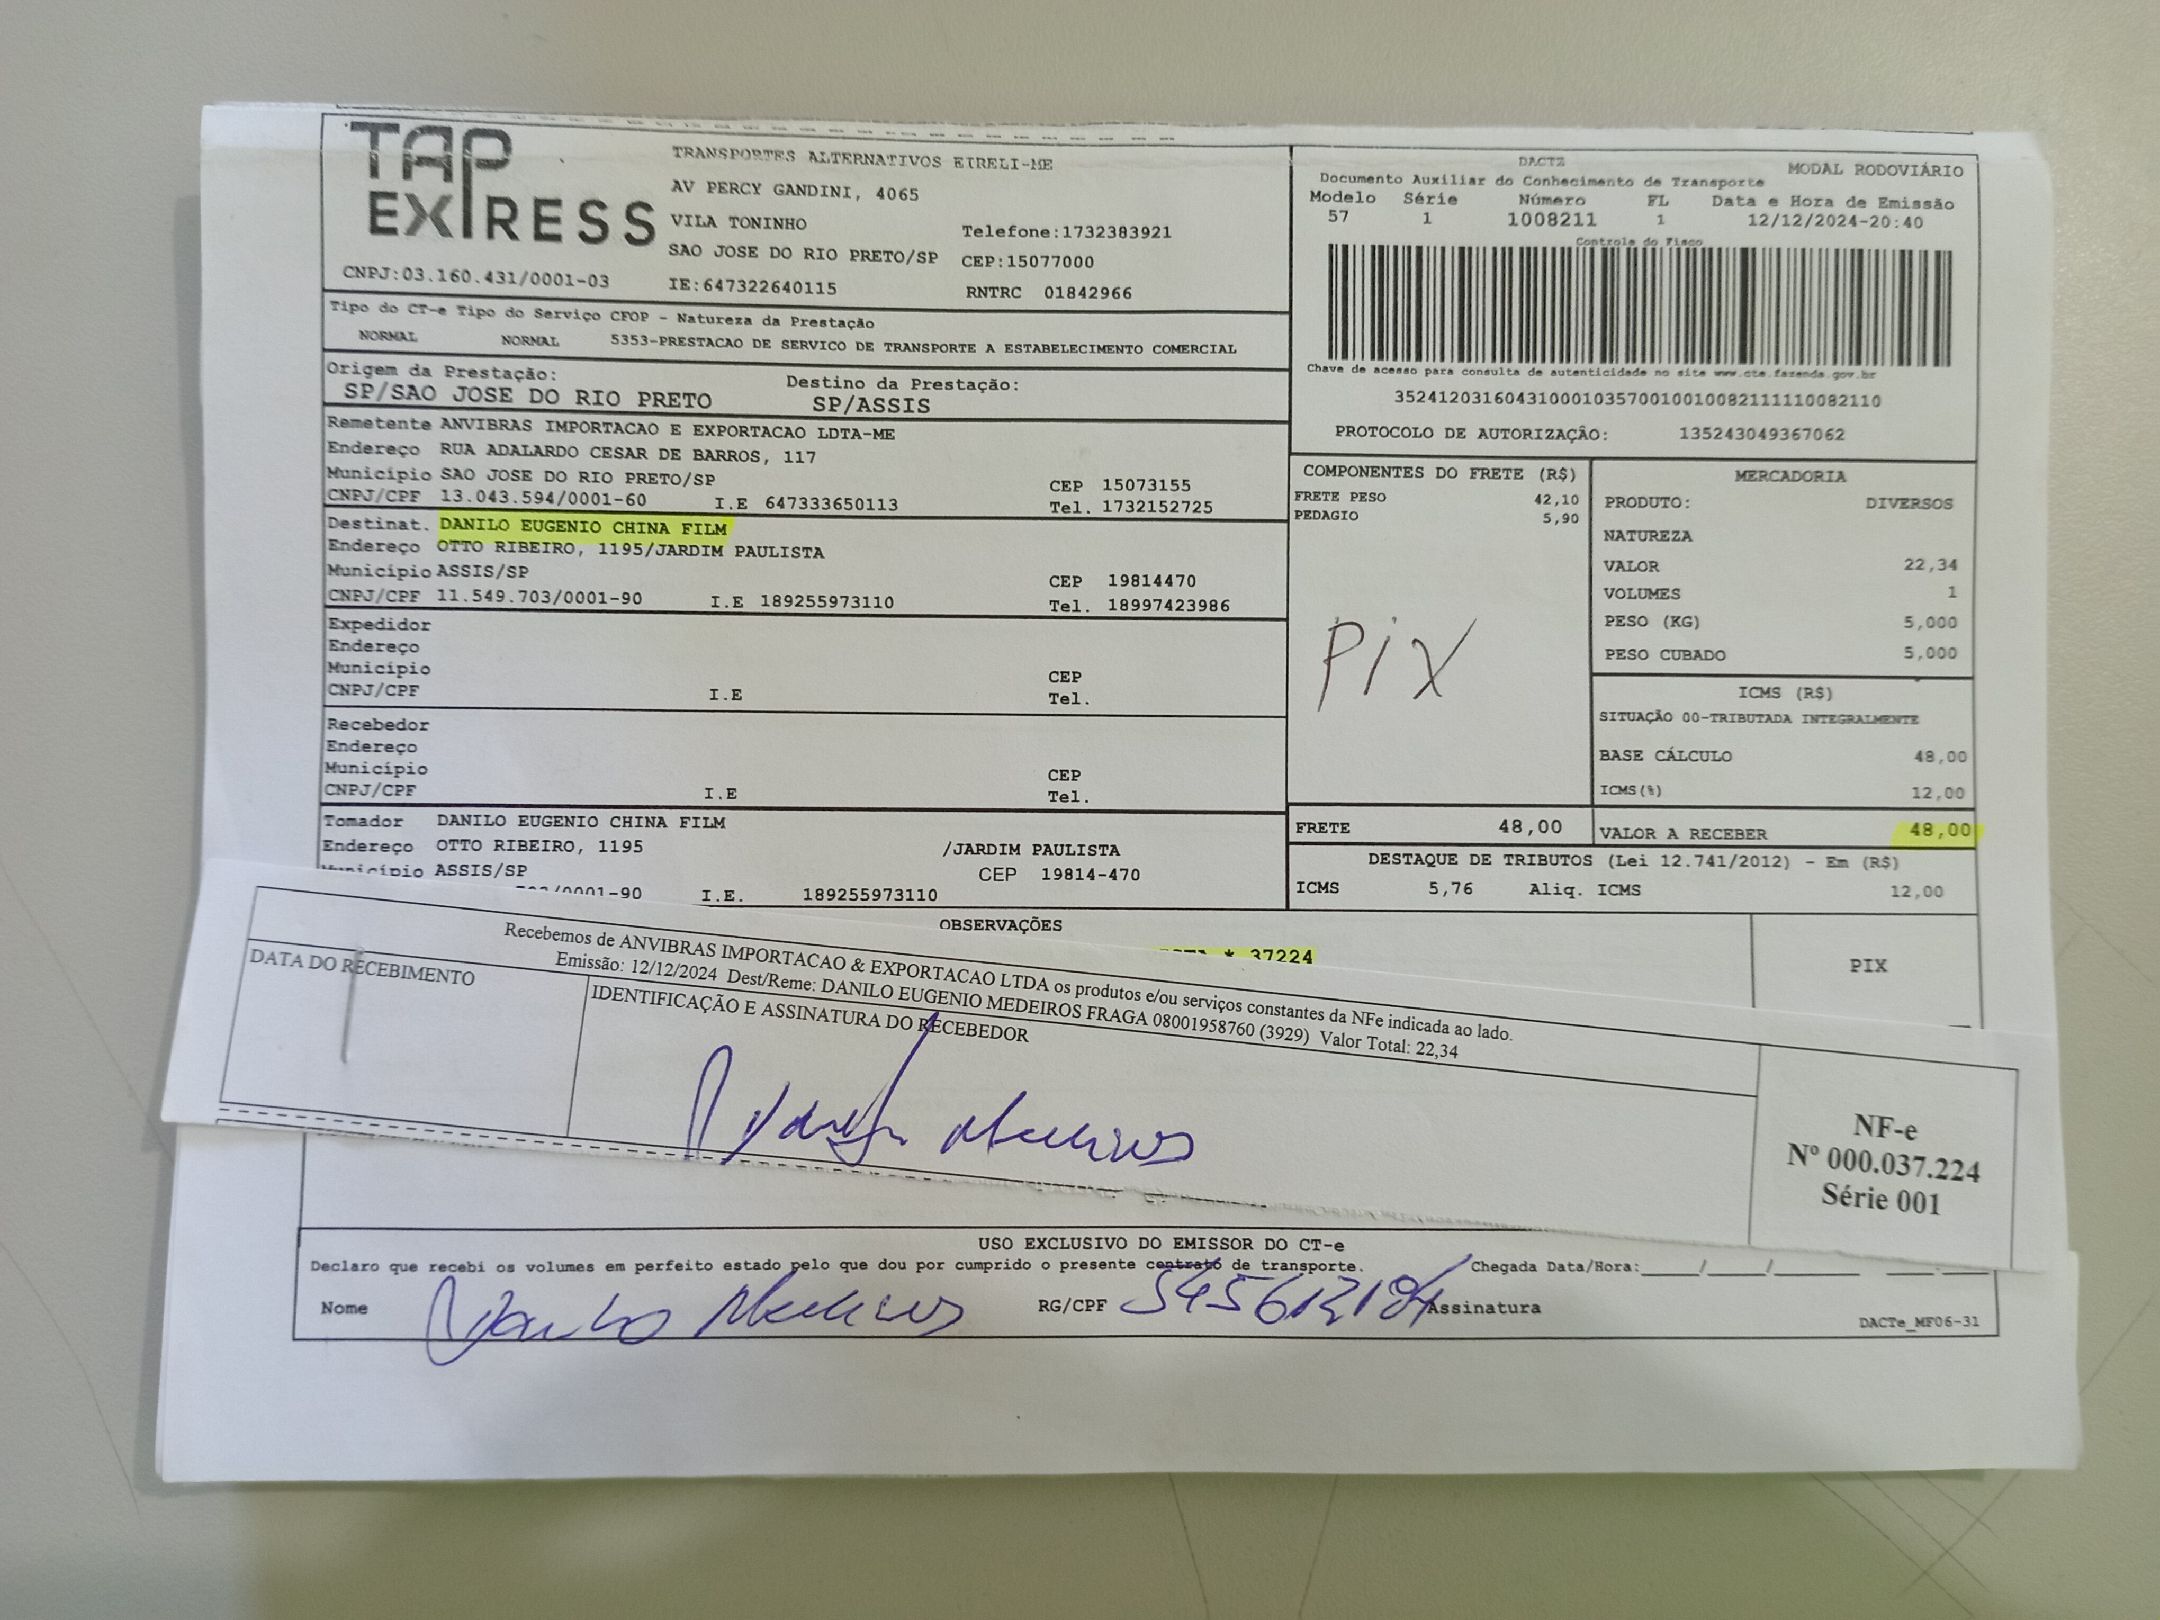 TAP
EXPRESS
TRANSPORTES ALTERNATIVOS EIRELI-ME
AV PERCY GANDINI, 4065
VILA TONINHO
Telefone:1732383921
SAO JOSE DO RIO PRETO/SP CEP:15077000
CNPJ:03.160.431/0001-03 IE:647322640115 RNTRC 01842966
DACTE MODAL RODOVIÁRIO
Documento Auxiliar do Conhecimento de Transporte
Modelo Série Número FL Data e Hora de Emissão
57 1 1008211 1 12/12/2024-20:40
Controle do Fisco
Chave de acesso para consulta de autenticidade no site www.cte.fazenda.gov.br
35241203160431000103570010010082111110082110
PROTOCOLO DE AUTORIZAÇÃO: 135243049367062
Tipo do CT-e Tipo do Serviço CFOP - Natureza da Prestação
NORMAL NORMAL 5353-PRESTACAO DE SERVICO DE TRANSPORTE A ESTABELECIMENTO COMERCIAL
Origem da Prestação: Destino da Prestação:
SP/SAO JOSE DO RIO PRETO SP/ASSIS
Remetente ANVIBRAS IMPORTACAO E EXPORTACAO LDTA-ME
Endereço RUA ADALARDO CESAR DE BARROS, 117
Município SAO JOSE DO RIO PRETO/SP CEP 15073155
CNPJ/CPF 13.043.594/0001-60 I.E 647333650113 Tel. 1732152725
Destinat. DANILO EUGENIO CHINA FILM
Endereço OTTO RIBEIRO, 1195/JARDIM PAULISTA
Município ASSIS/SP CEP 19814470
CNPJ/CPF 11.549.703/0001-90 I.E 189255973110 Tel. 18997423986
Expedidor
Endereço
Município CEP
CNPJ/CPF I.E Tel.
Recebedor
Endereço
Município CEP
CNPJ/CPF I.E Tel.
Tomador DANILO EUGENIO CHINA FILM
Endereço OTTO RIBEIRO, 1195 /JARDIM PAULISTA
Município ASSIS/SP CEP 19814-470
/0001-90 I.E. 189255973110
COMPONENTES DO FRETE (R$)
FRETE PESO 42,10
PEDAGIO 5,90
PIX
MERCADORIA
PRODUTO: DIVERSOS
NATUREZA
VALOR 22,34
VOLUMES 1
PESO (KG) 5,000
PESO CUBADO 5,000
ICMS (R$)
SITUAÇÃO 00-TRIBUTADA INTEGRALMENTE
BASE CÁLCULO 48,00
ICMS(%) 12,00
FRETE 48,00 VALOR A RECEBER 48,00
DESTAQUE DE TRIBUTOS (Lei 12.741/2012) - Em (R$)
ICMS 5,76 Aliq. ICMS 12,00
OBSERVAÇÕES
* 37224
PIX
Recebemos de ANVIBRAS IMPORTACAO & EXPORTACAO LTDA os produtos e/ou serviços constantes da NFe indicada ao lado.
Emissão: 12/12/2024 Dest/Reme: DANILO EUGENIO MEDEIROS FRAGA 08001958760 (3929) Valor Total: 22,34
DATA DO RECEBIMENTO
IDENTIFICAÇÃO E ASSINATURA DO RECEBEDOR
NF-e
Nº 000.037.224
Série 001
USO EXCLUSIVO DO EMISSOR DO CT-e
Declaro que recebi os volumes em perfeito estado pelo que dou por cumprido o presente contrato de transporte. Chegada Data/Hora:____/____/____ ___:___
Nome RG/CPF Assinatura
DACTe_MF06-31